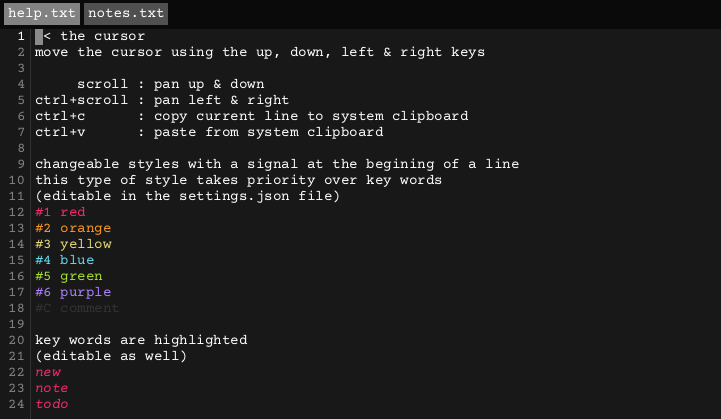 help.txt notes.txt
1 < the cursor
2 move the cursor using the up, down, left & right keys
3
4 scroll : pan up & down
5 ctrl+scroll : pan left & right
6 ctrl+c : copy current line to system clipboard
7 ctrl+v : paste from system clipboard
8
9 changeable styles with a signal at the begining of a line
10 this type of style takes priority over key words
11 (editable in the settings.json file)
12 #1 red
13 #2 orange
14 #3 yellow
15 #4 blue
16 #5 green
17 #6 purple
18 #C comment
19
20 key words are highlighted
21 (editable as well)
22 new
23 note
24 todo